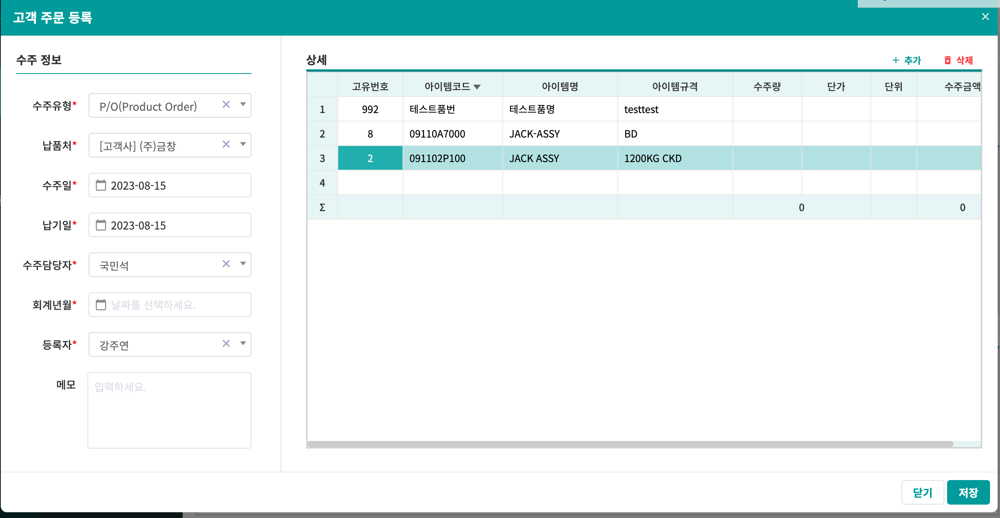 고객 주문 등록
수주 정보
수주유형* P/O(Product Order)
납품처* [고객사] (주)금창
수주일* 2023-08-15
납기일* 2023-08-15
수주담당자* 국민석
회계년월* 날짜를 선택하세요.
등록자* 강주연
메모 입력하세요.
상세 + 추가 삭제
고유번호 아이템코드 아이템명 아이템규격 수주량 단가 단위 수주금액
1 992 테스트품번 테스트품명 testtest
2 8 09110A7000 JACK-ASSY BD
3 2 091102P100 JACK ASSY 1200KG CKD
4
Σ 0 0
닫기 저장